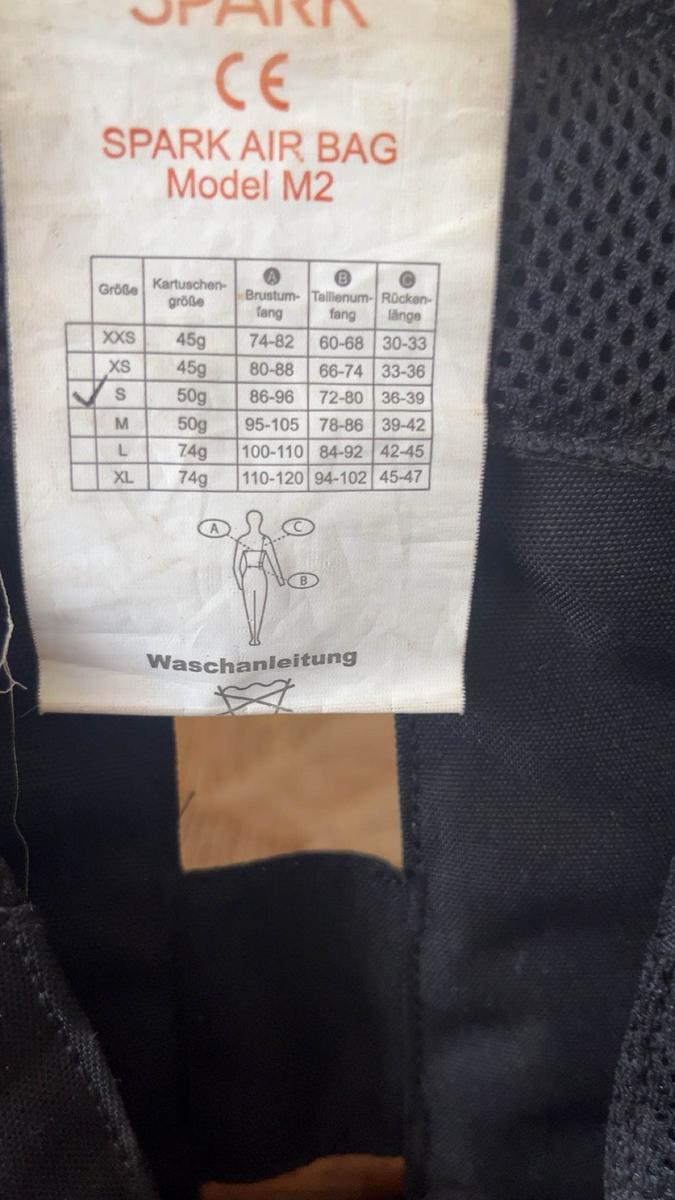 SPARK
CE
SPARK AIR BAG
Model M2
Größe Kartuschen-größe A Brustum-fang B Taillenum-fang C Rücken-länge
XXS 45g 74-82 60-68 30-33
XS 45g 80-88 66-74 33-36
✓ S 50g 86-96 72-80 36-39
M 50g 95-105 78-86 39-42
L 74g 100-110 84-92 42-45
XL 74g 110-120 94-102 45-47
A C
B
Waschanleitung